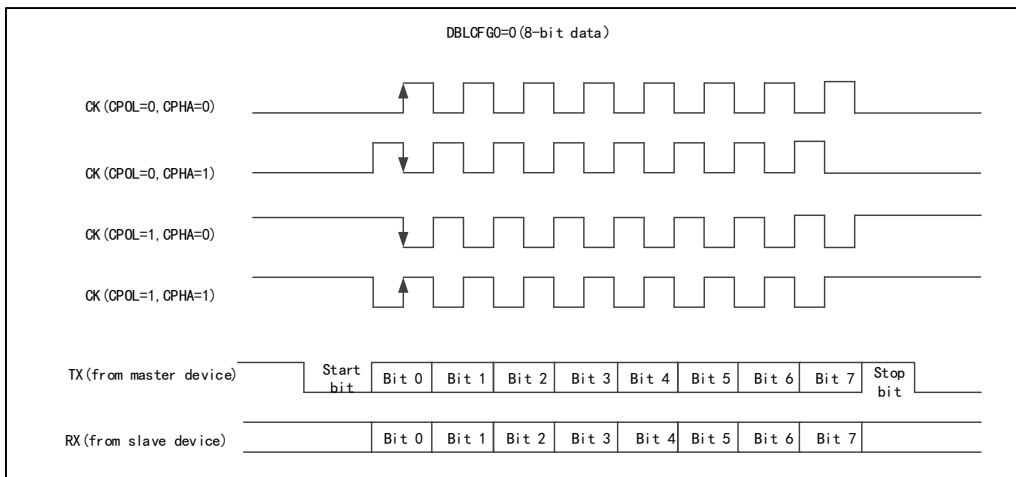 DBLCFG0=0(8-bit data)
CK(CPOL=0,CPHA=0)
CK(CPOL=0,CPHA=1)
CK(CPOL=1,CPHA=0)
CK(CPOL=1,CPHA=1)
TX(from master device)
Start bit
Bit 0 Bit 1 Bit 2 Bit 3 Bit 4 Bit 5 Bit 6 Bit 7
Stop bit
RX(from slave device)
Bit 0 Bit 1 Bit 2 Bit 3 Bit 4 Bit 5 Bit 6 Bit 7